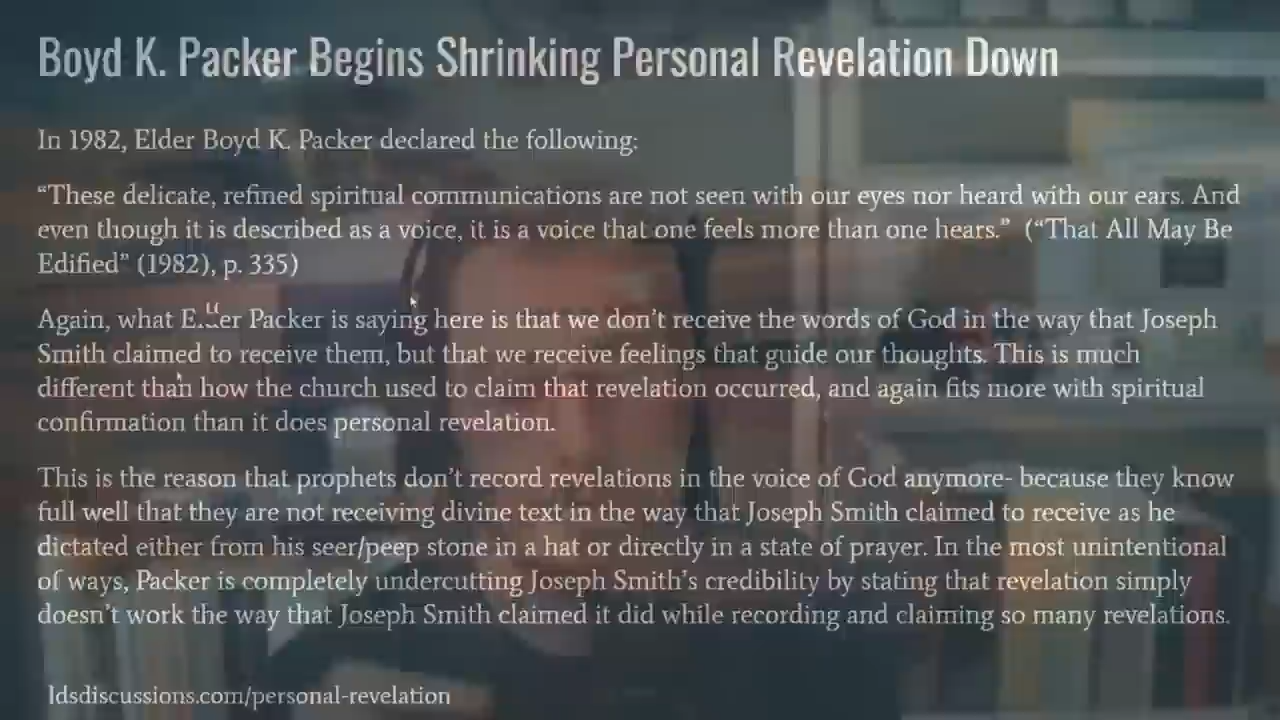 Boyd K. Packer Begins Shrinking Personal Revelation Down
In 1982, Elder Boyd K. Packer declared the following:
“These delicate, refined spiritual communications are not seen with our eyes nor heard with our ears. And
even though it is described as a voice, it is a voice that one feels more than one hears.” (“That All May Be
Edified” (1982), p. 335)
Again, what Elder Packer is saying here is that we don’t receive the words of God in the way that Joseph
Smith claimed to receive them, but that we receive feelings that guide our thoughts. This is much
different than how the church used to claim that revelation occurred, and again fits more with spiritual
confirmation than it does personal revelation.
This is the reason that prophets don’t record revelations in the voice of God anymore- because they know
full well that they are not receiving divine text in the way that Joseph Smith claimed to receive as he
dictated either from his seer/peep stone in a hat or directly in a state of prayer. In the most unintentional
of ways, Packer is completely undercutting Joseph Smith’s credibility by stating that revelation simply
doesn’t work the way that Joseph Smith claimed it did while recording and claiming so many revelations.
ldsdiscussions.com/personal-revelation